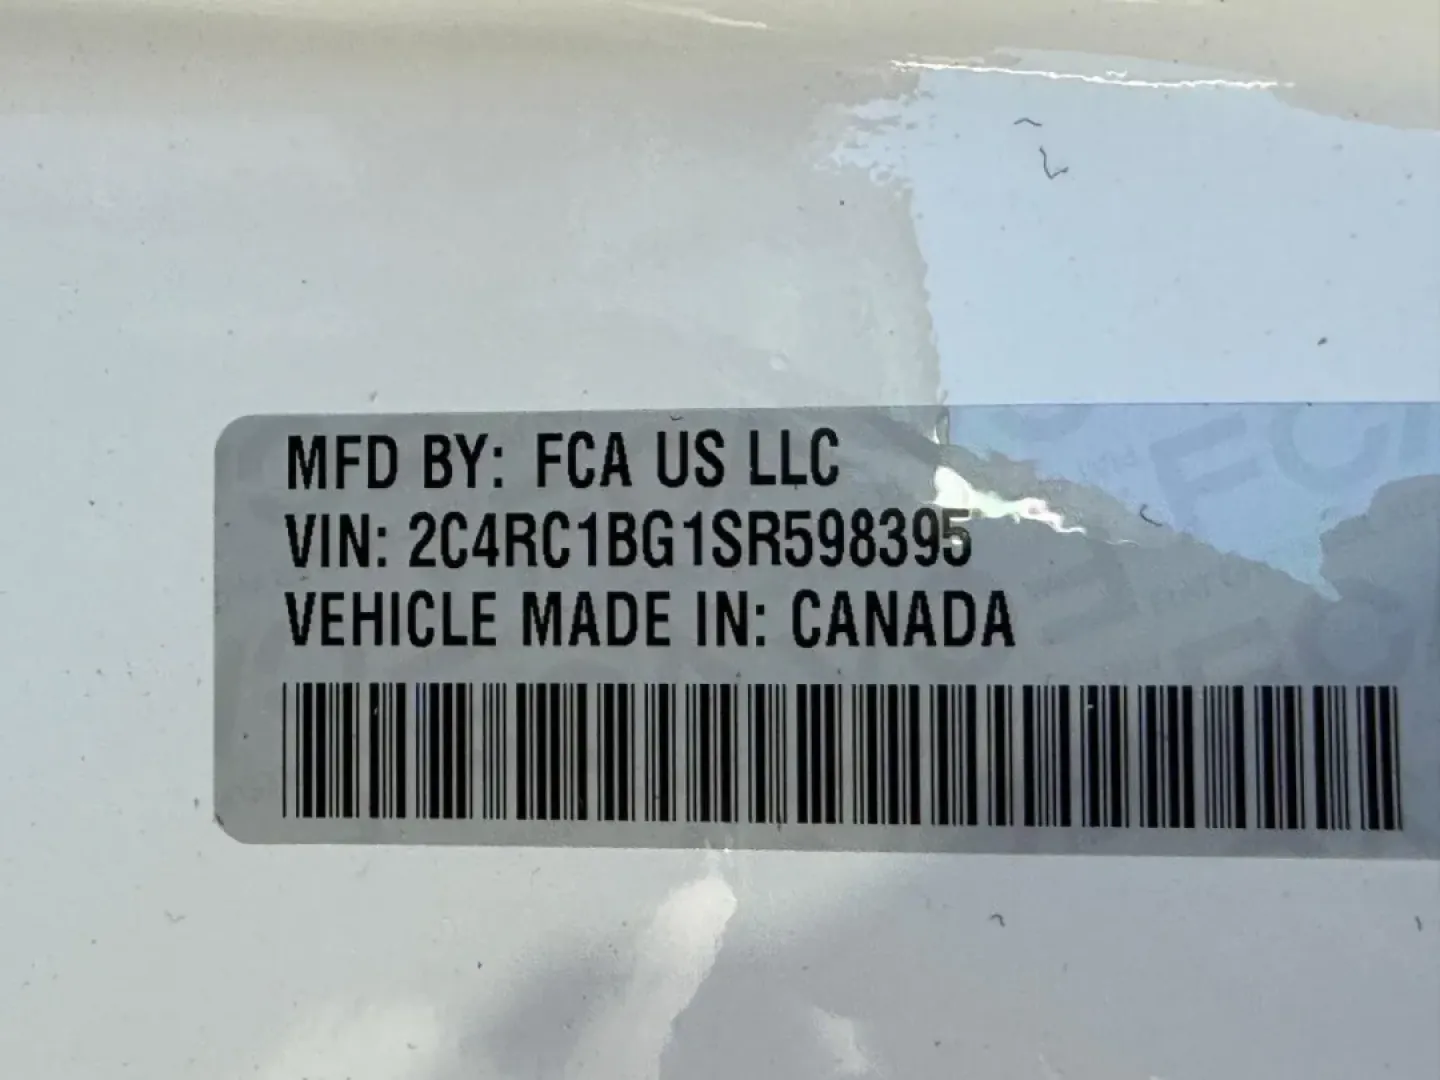 MFD BY: FCA US LLC
VIN: 2C4RC1BG1SR598395
VEHICLE MADE IN: CANADA